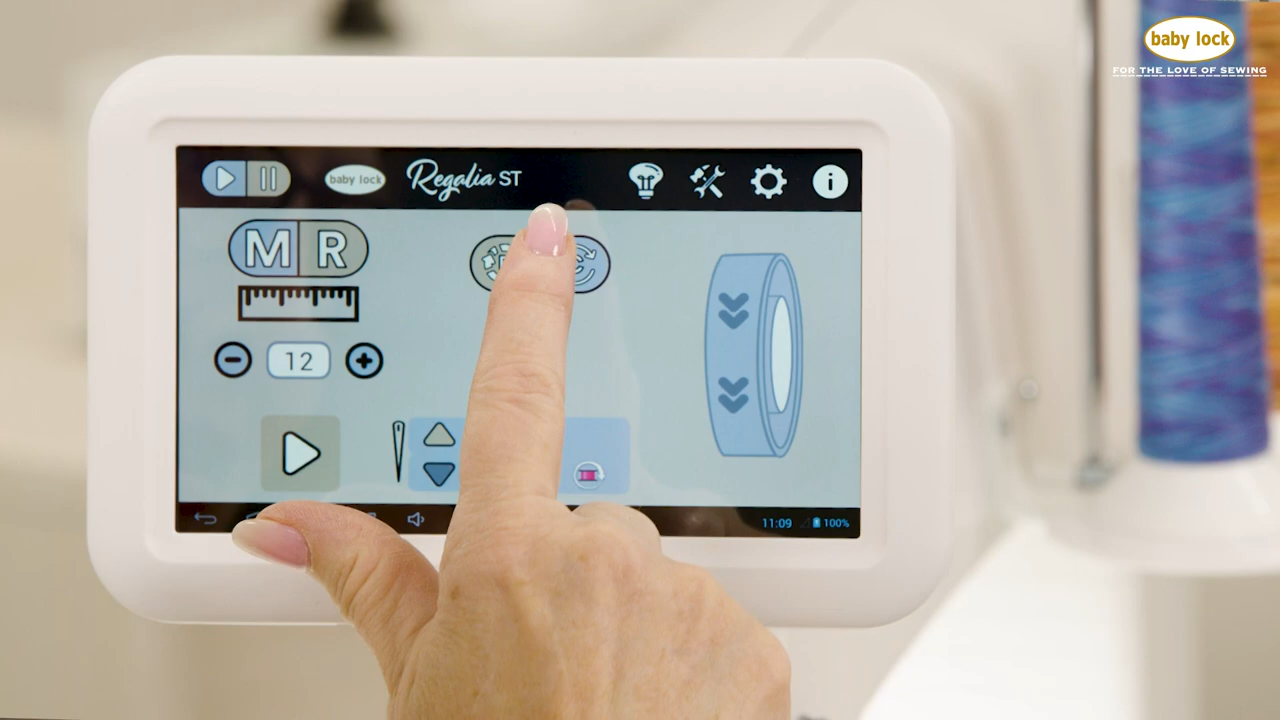 baby lock
FOR THE LOVE OF SEWING
baby lock
Regalia ST
i
M R
C
12
11:09 100%